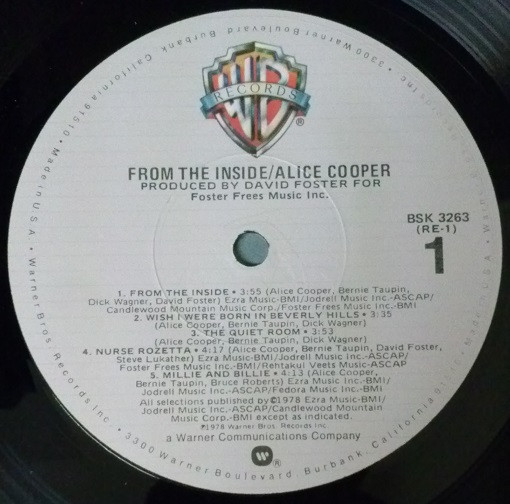 WB
RECORDS
®
FROM THE INSIDE/ALICE COOPER
PRODUCED BY DAVID FOSTER FOR
Foster Frees Music Inc.
BSK 3263
(RE-1)
1
1. FROM THE INSIDE • 3:55 (Alice Cooper, Bernie Taupin,
Dick Wagner, David Foster) Ezra Music-BMI/Jodrell Music Inc.-ASCAP/
Candlewood Mountain Music Corp./Foster Frees Music Inc.-BMI
2. WISH I WERE BORN IN BEVERLY HILLS • 3:35
(Alice Cooper, Bernie Taupin, Dick Wagner)
3. THE QUIET ROOM • 3:53
(Alice Cooper, Bernie Taupin, Dick Wagner)
4. NURSE ROZETTA • 4:17 (Alice Cooper, Bernie Taupin, David Foster,
Steve Lukather) Ezra Music-BMI/Jodrell Music Inc.-ASCAP/
Foster Frees Music Inc.-BMI/Rehtakul Veets Music-ASCAP
5. MILLIE AND BILLIE • 4:13 (Alice Cooper,
Bernie Taupin, Bruce Roberts) Ezra Music-BMI/
Jodrell Music Inc.-ASCAP/Fedora Music-BMI
All selections published by ©1978 Ezra Music-BMI/
Jodrell Music Inc.-ASCAP/Candlewood Mountain
Music Corp.-BMI except as indicated.
℗1978 Warner Bros. Records Inc.
a Warner Communications Company
®
Warner Bros. Records Inc. • 3300 Warner Boulevard, Burbank, California
3300 Warner Boulevard, Burbank, California 91510 • Made in U.S.A.